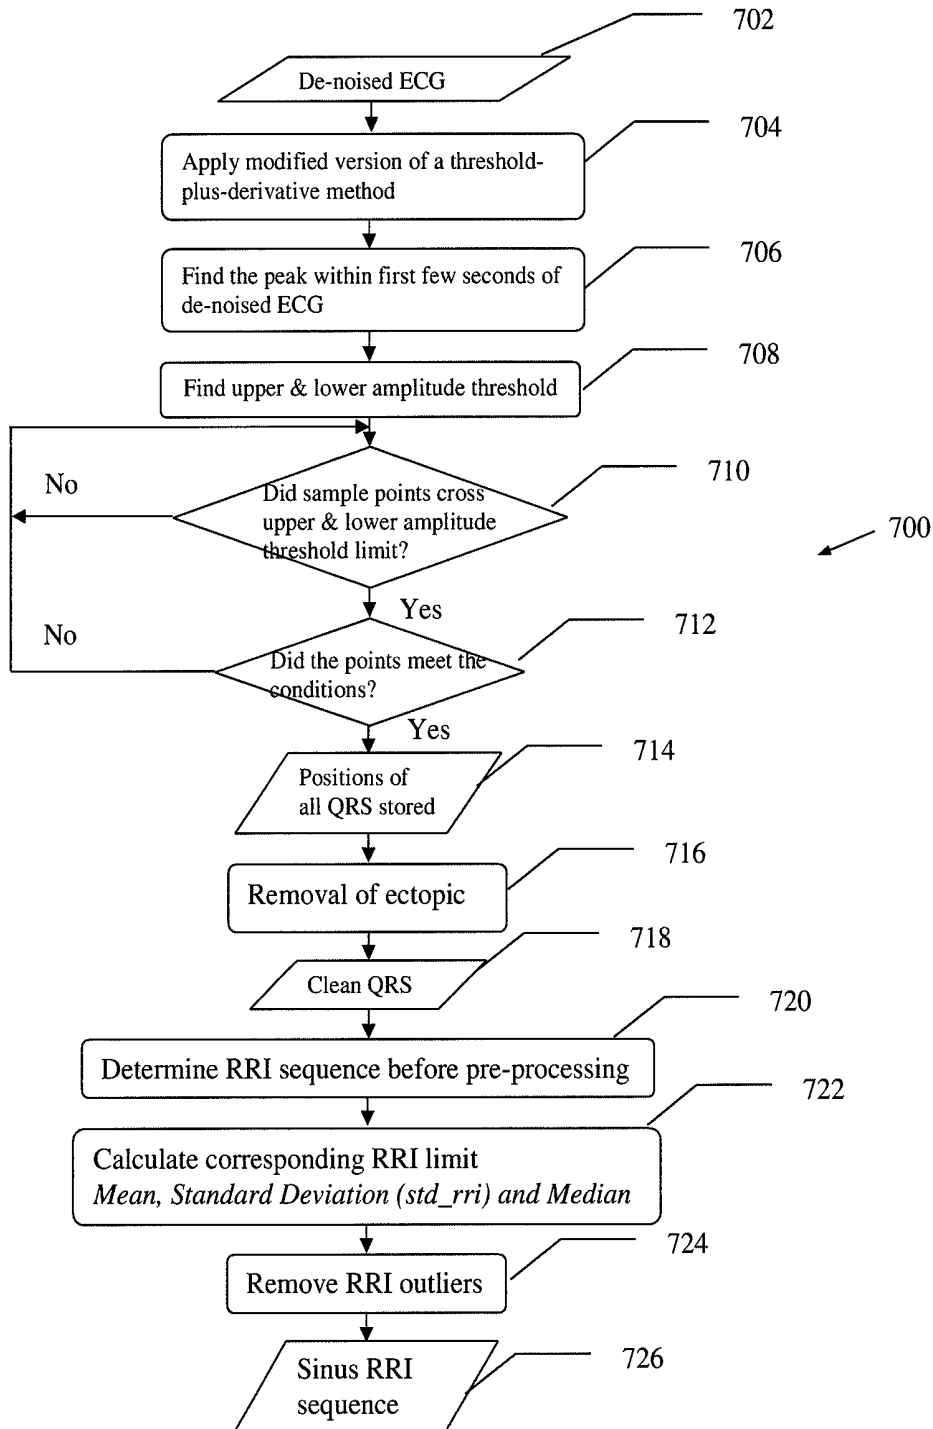 702
De-noised ECG
704
Apply modified version of a threshold-
plus-derivative method
706
Find the peak within first few seconds of
de-noised ECG
708
Find upper & lower amplitude threshold
710
No
Did sample points cross
upper & lower amplitude
threshold limit?
700
Yes
712
No
Did the points meet the
conditions?
Yes
714
Positions of
all QRS stored
716
Removal of ectopic
718
Clean QRS
720
Determine RRI sequence before pre-processing
722
Calculate corresponding RRI limit
Mean, Standard Deviation (std_rri) and Median
724
Remove RRI outliers
726
Sinus RRI
sequence